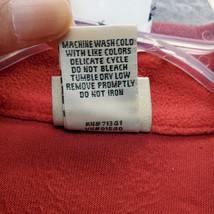 MACHINE WASH COLD
WITH LIKE COLORS
DELICATE CYCLE
DO NOT BLEACH
TUMBLE DRY LOW
REMOVE PROMPTLY
DO NOT IRON